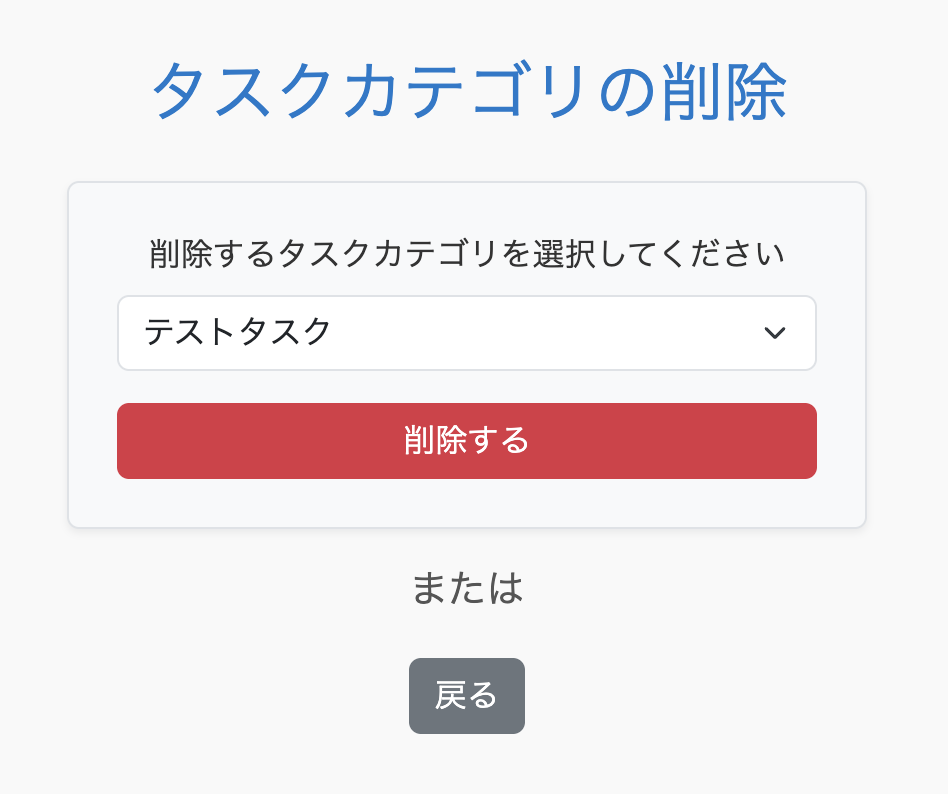 タスクカテゴリの削除
削除するタスクカテゴリを選択してください
テストタスク
削除する
または
戻る